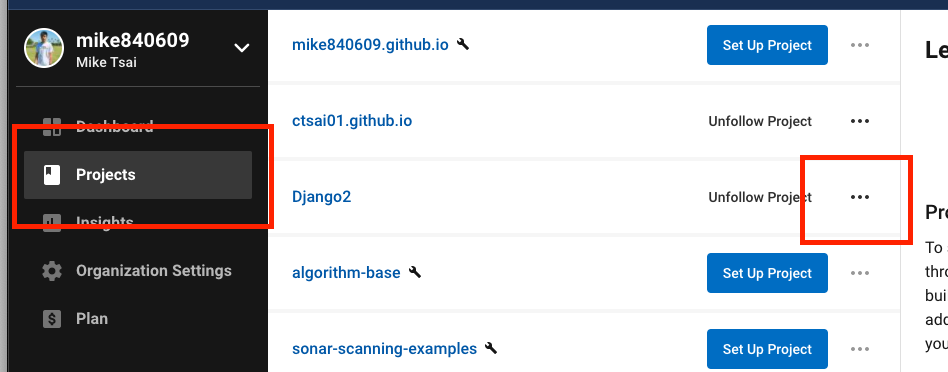 mike840609
Mike Tsai
Dashboard
Projects
Insights
Organization Settings
Plan
mike840609.github.io
Set Up Project
ctsai01.github.io
Unfollow Project
Django2
Unfollow Project
algorithm-base
Set Up Project
sonar-scanning-examples
Set Up Project
Le
Pro
To
thro
bui
add
you